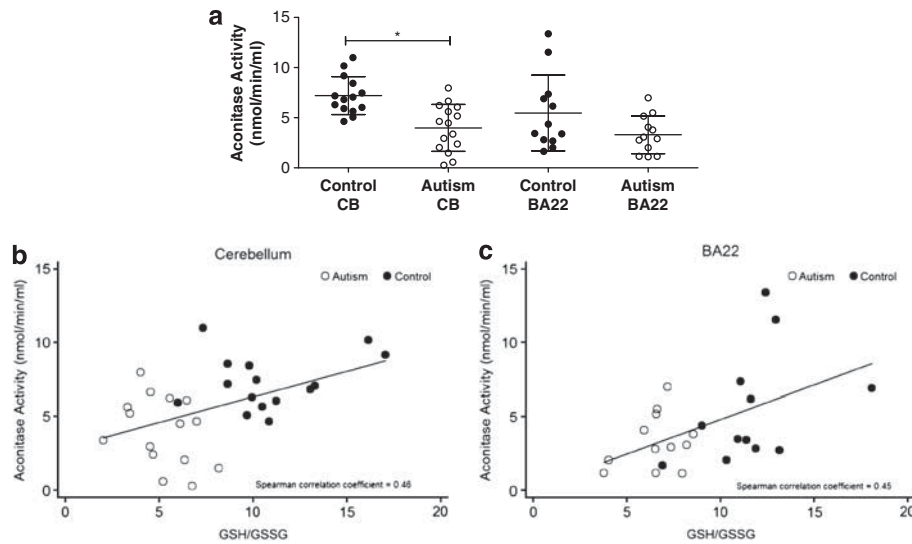 a
Aconitase Activity
(nmol/min/ml)
15
10
5
0
*
Control
CB
Autism
CB
Control
BA22
Autism
BA22
b
Cerebellum
Aconitase Activity (nmol/min/ml)
15
10
5
0
Autism
Control
Spearman correlation coefficient = 0.46
0
5
10
15
20
GSH/GSSG
c
BA22
Aconitase Activity (nmol/min/ml)
15
10
5
0
Autism
Control
Spearman correlation coefficient = 0.45
0
5
10
15
20
GSH/GSSG